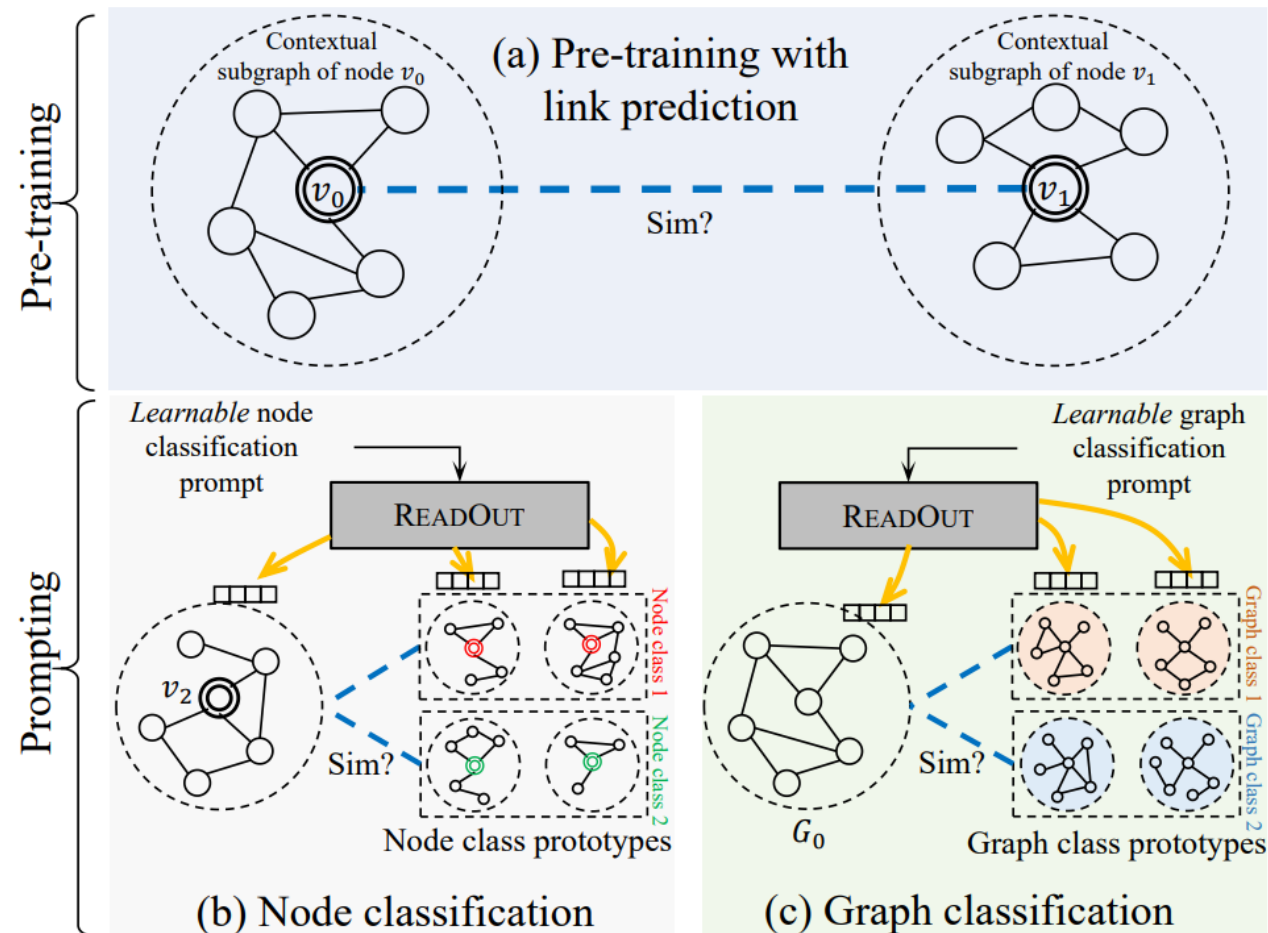 Pre-training
Contextual
subgraph of node v₀
(a) Pre-training with
link prediction
Contextual
subgraph of node v₁
v₀
Sim?
v₁
Prompting
Learnable node
classification
prompt
READOUT
v₂
Sim?
Node class 1
Node class 2
Node class prototypes
(b) Node classification
Learnable graph
classification
prompt
READOUT
G₀
Sim?
Graph class 1
Graph class 2
Graph class prototypes
(c) Graph classification